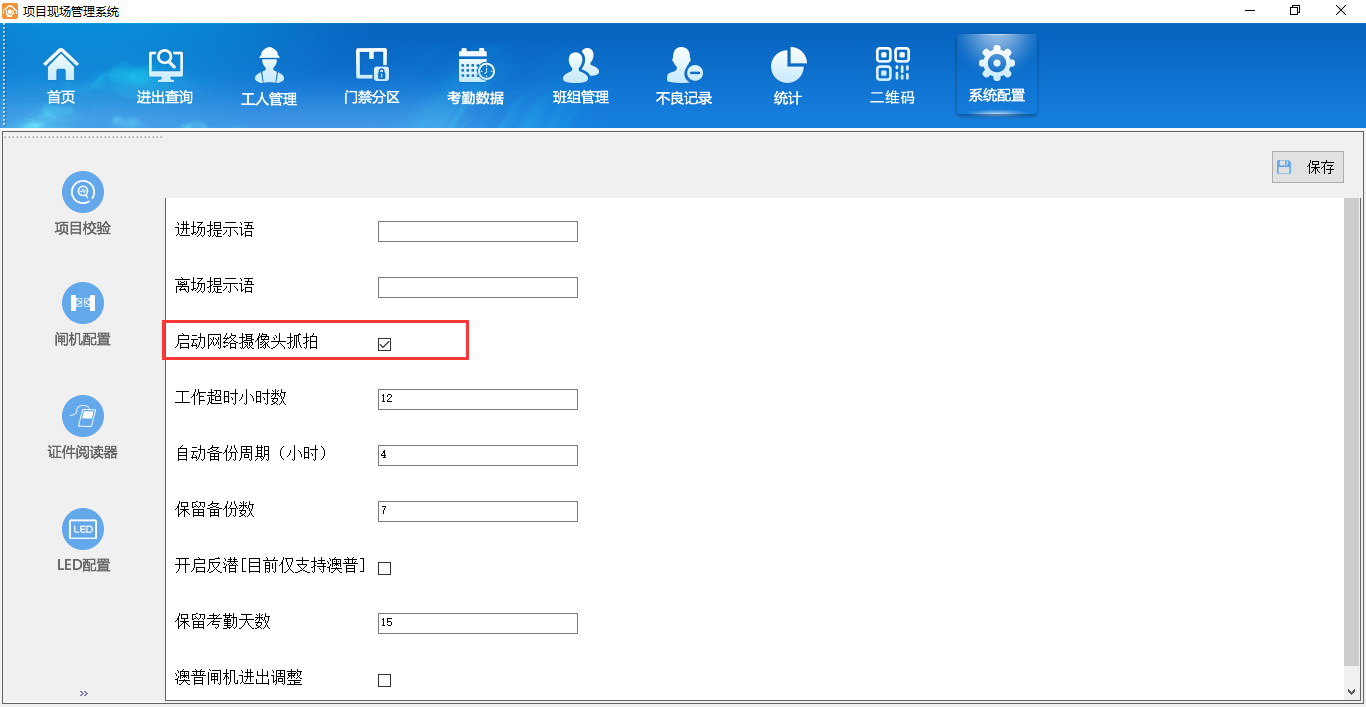 项目现场管理系统
首页
进出查询
工人管理
门禁分区
考勤数据
班组管理
不良记录
统计
二维码
系统配置
保存
项目校验
闸机配置
证件阅读器
LED
LED配置
进场提示语
离场提示语
启动网络摄像头抓拍
工作超时小时数 12
自动备份周期（小时） 4
保留备份数 7
开启反潜[目前仅支持澳普]
保留考勤天数 15
澳普闸机进出调整